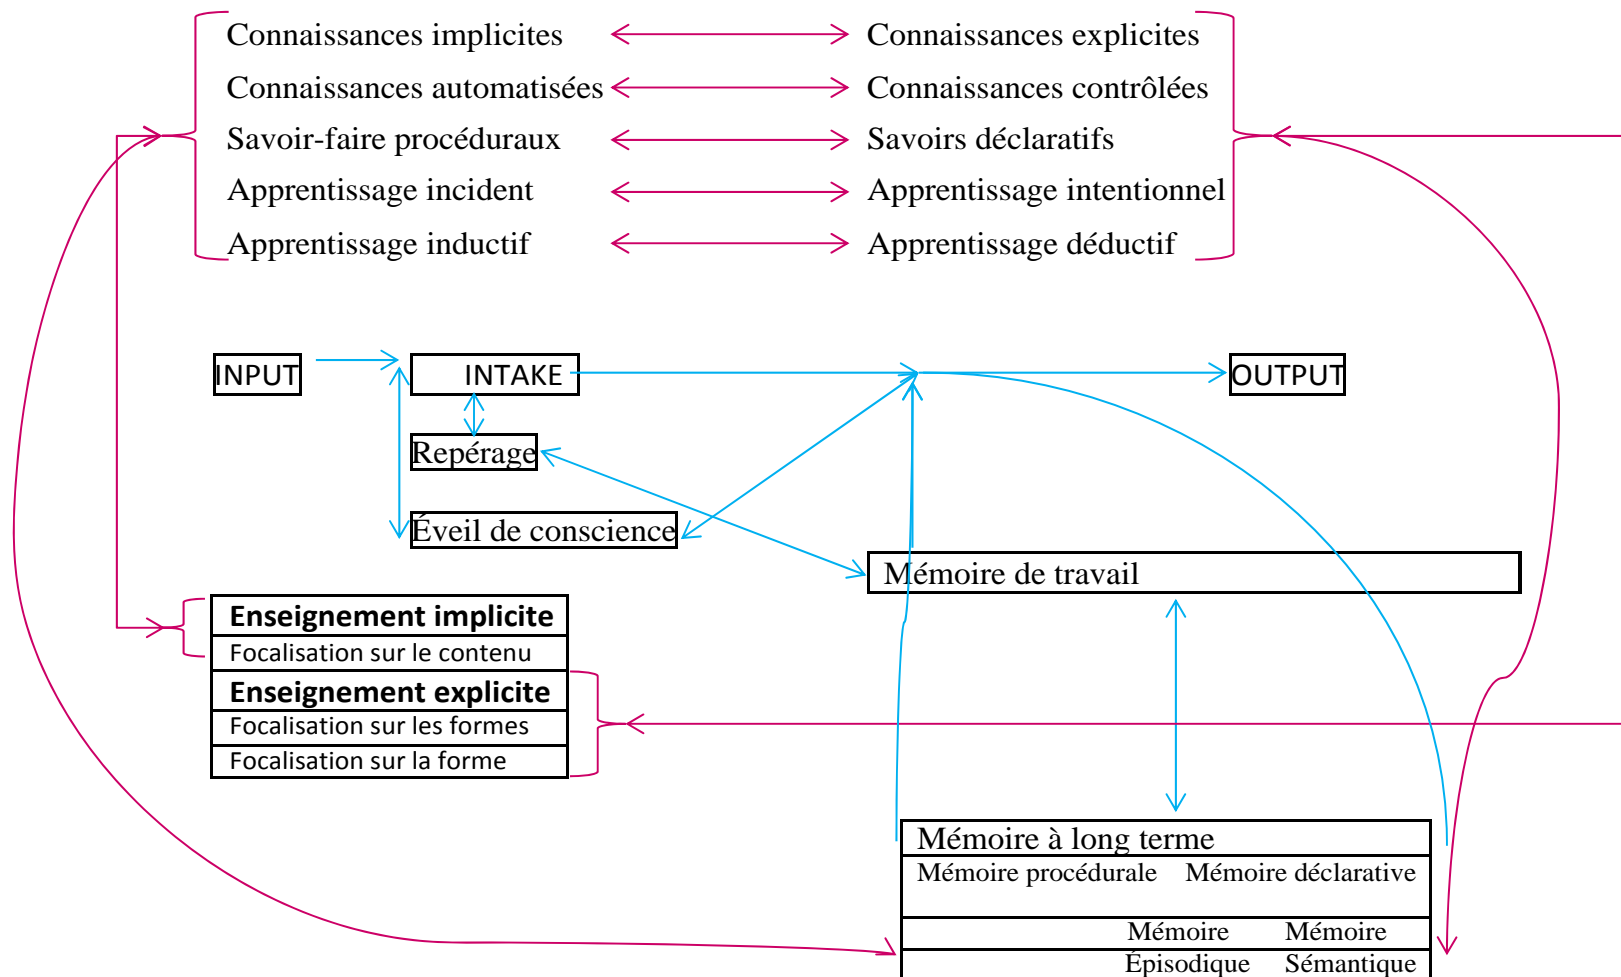 Connaissances implicites Connaissances explicites
Connaissances automatisées Connaissances contrôlées
Savoir-faire procéduraux Savoirs déclaratifs
Apprentissage incident Apprentissage intentionnel
Apprentissage inductif Apprentissage déductif
INPUT INTAKE OUTPUT
Repérage
Éveil de conscience
Mémoire de travail
Enseignement implicite
Focalisation sur le contenu
Enseignement explicite
Focalisation sur les formes
Focalisation sur la forme
Mémoire à long terme
Mémoire procédurale Mémoire déclarative
Mémoire Mémoire
Épisodique Sémantique